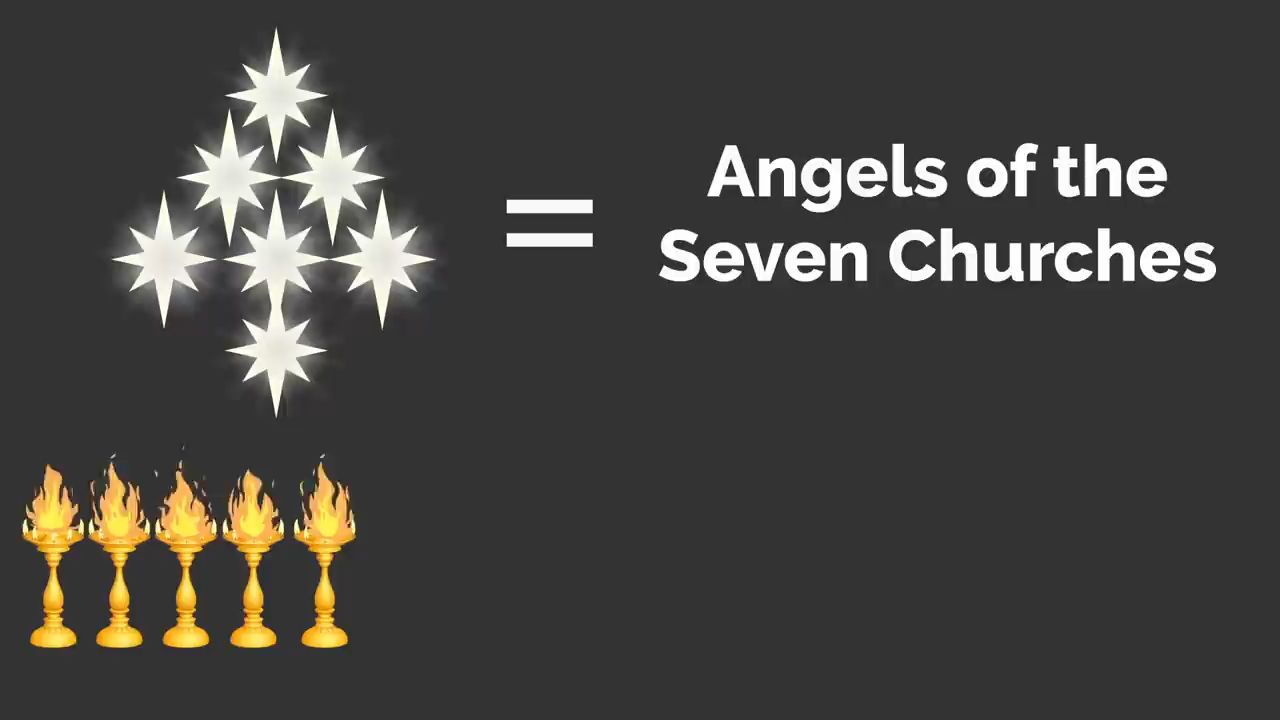 =
Angels of the
Seven Churches